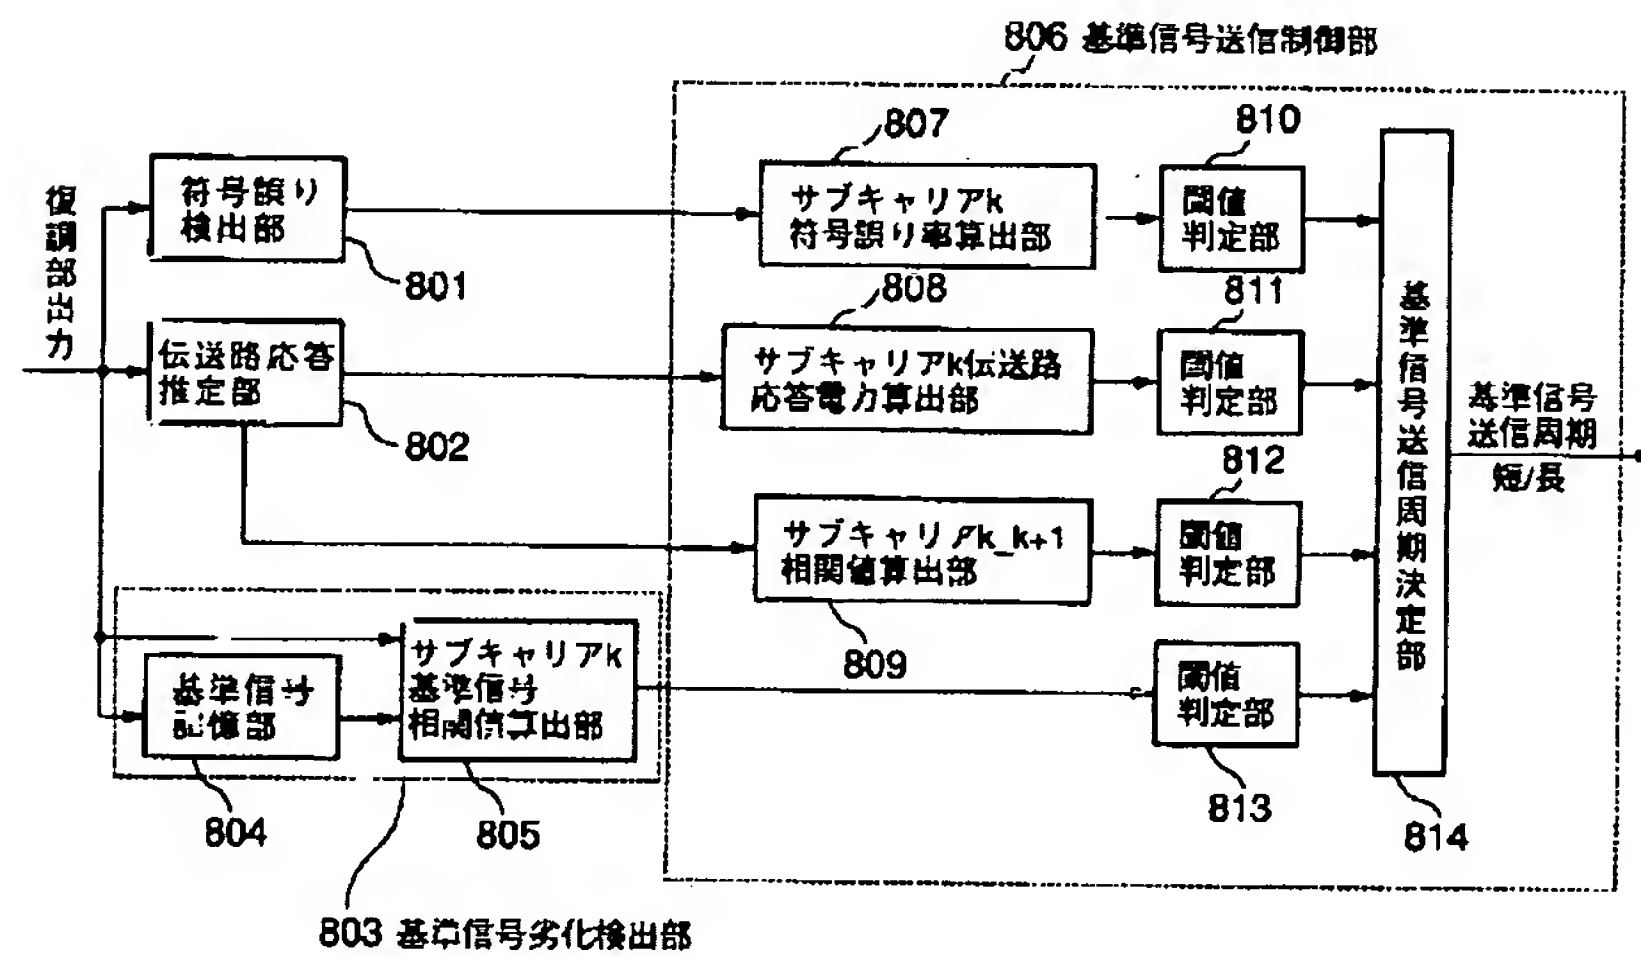 806 基準信号送信制御部
807
810
復調部出力
符号誤り
検出部
801
サブキャリアk
符号誤り率算出部
閾値
判定部
808
811
伝送路応答
推定部
802
サブキャリアk伝送路
応答電力算出部
閾値
判定部
基準信号送信周期決定部
基準信号
送信周期
短/長
812
サブキャリアk_k+1
相関値算出部
809
閾値
判定部
基準信号
記憶部
804
サブキャリアk
基準信号
相関値算出部
805
閾値
判定部
813
814
803 基準信号劣化検出部